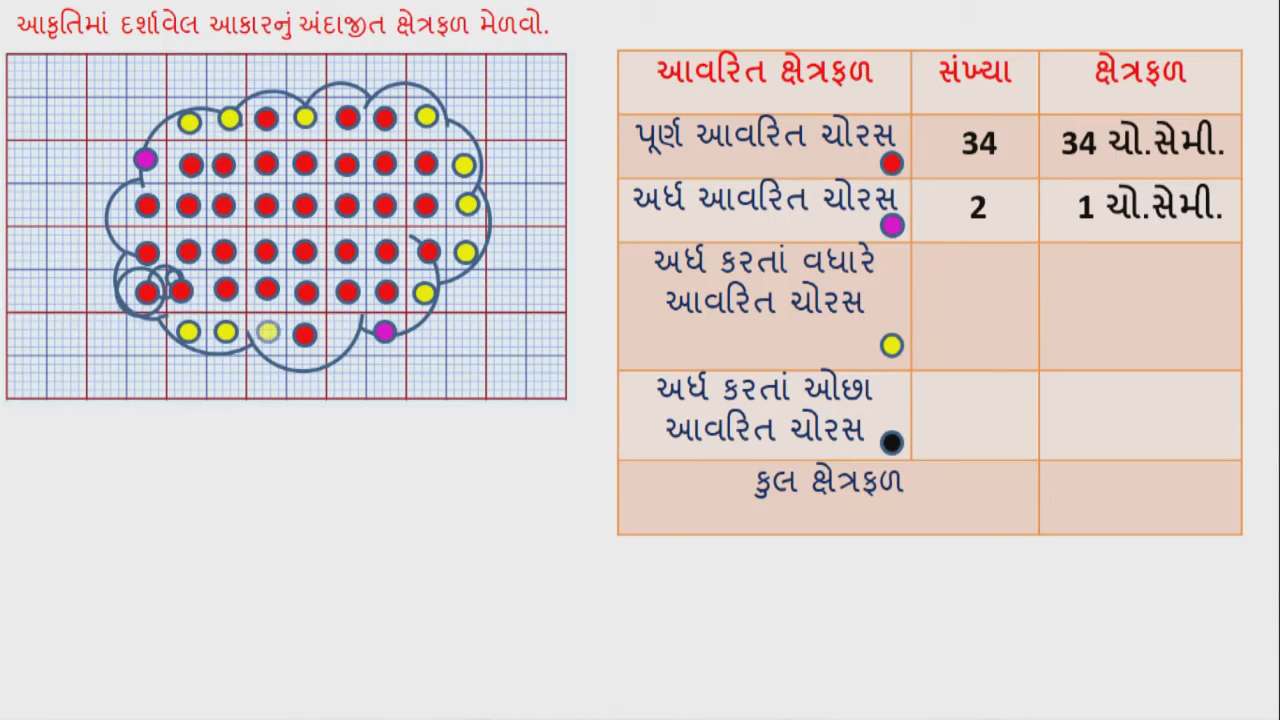 આકૃતિમાં દર્શાવેલ આકારનું અંદાજીત ક્ષેત્રફળ મેળવો.
આવરિત ક્ષેત્રફળ સંખ્યા ક્ષેત્રફળ
પૂર્ણ આવરિત ચોરસ 34 34 ચો.સેમી.
અર્ધ આવરિત ચોરસ 2 1 ચો.સેમી.
અર્ધ કરતાં વધારે
આવરિત ચોરસ
અર્ધ કરતાં ઓછા
આવરિત ચોરસ
કુલ ક્ષેત્રફળ